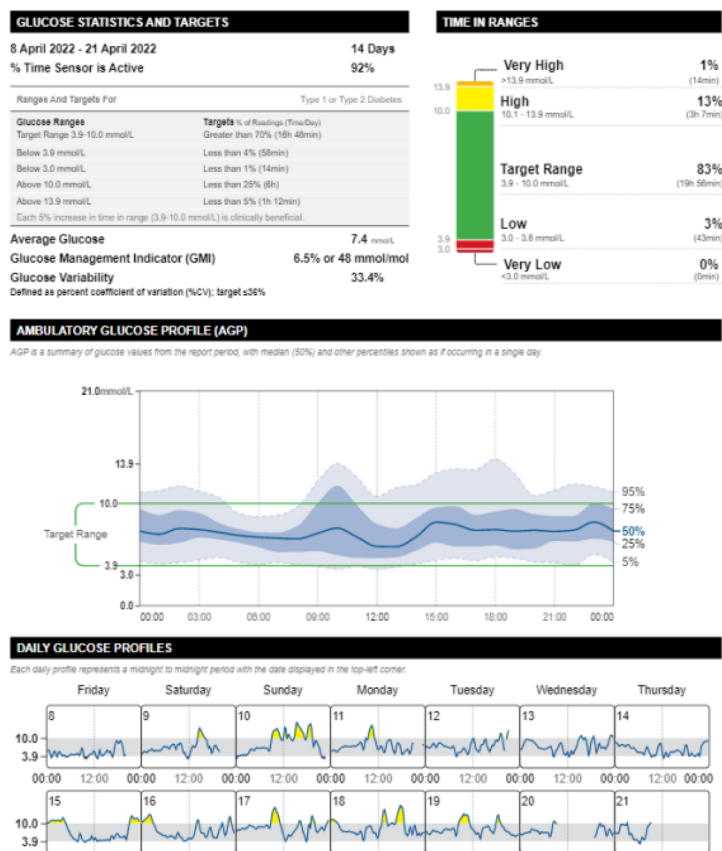 GLUCOSE STATISTICS AND TARGETS
8 April 2022 - 21 April 2022 14 Days
% Time Sensor is Active 92%
Ranges And Targets For Type 1 or Type 2 Diabetes
Glucose Ranges Targets % of Readings (Time/Day)
Target Range 3.9-10.0 mmol/L Greater than 70% (16h 48min)
Below 3.9 mmol/L Less than 4% (58min)
Below 3.0 mmol/L Less than 1% (14min)
Above 10.0 mmol/L Less than 25% (6h)
Above 13.9 mmol/L Less than 5% (1h 12min)
Each 5% increase in time in range (3.9-10.0 mmol/L) is clinically beneficial.
Average Glucose 7.4 mmol/L
Glucose Management Indicator (GMI) 6.5% or 48 mmol/mol
Glucose Variability 33.4%
Defined as percent coefficient of variation (%CV); target ≤36%
TIME IN RANGES
Very High 1%
>13.9 mmol/L (14min)
13.9
High 13%
10.0
10.1 - 13.9 mmol/L (3h 7min)
Target Range 83%
3.9 - 10.0 mmol/L (19h 56min)
Low 3%
3.9
3.0 - 3.8 mmol/L (43min)
3.0
Very Low 0%
<3.0 mmol/L (0min)
AMBULATORY GLUCOSE PROFILE (AGP)
AGP is a summary of glucose values from the report period, with median (50%) and other percentiles shown as if occurring in a single day.
21.0mmol/L
13.9
95%
10.0
75%
Target Range
50%
25%
5%
3.9
3.0
0.0
00:00 03:00 06:00 09:00 12:00 15:00 18:00 21:00 00:00
DAILY GLUCOSE PROFILES
Each daily profile represents a midnight to midnight period with the date displayed in the top-left corner.
Friday Saturday Sunday Monday Tuesday Wednesday Thursday
8 9 10 11 12 13 14
10.0
3.9
00:00 12:00 00:00 12:00 00:00 12:00 00:00 12:00 00:00 12:00 00:00 12:00 00:00 12:00 00:00
15 16 17 18 19 20 21
10.0
3.9